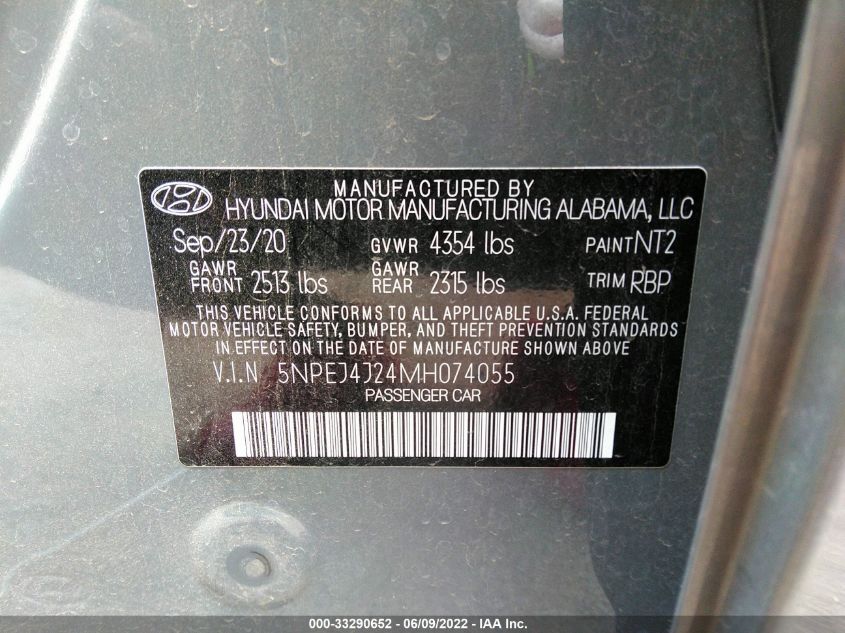 MANUFACTURED BY
HYUNDAI MOTOR MANUFACTURING ALABAMA, LLC
Sep/23/20 GVWR 4354 lbs PAINT NT2
GAWR FRONT 2513 lbs GAWR REAR 2315 lbs TRIM RBP
THIS VEHICLE CONFORMS TO ALL APPLICABLE U.S.A. FEDERAL
MOTOR VEHICLE SAFETY, BUMPER, AND THEFT PREVENTION STANDARDS
IN EFFECT ON THE DATE OF MANUFACTURE SHOWN ABOVE
V.I.N 5NPEJ4J24MH074055
PASSENGER CAR
000-33290652 - 06/09/2022 - IAA Inc.